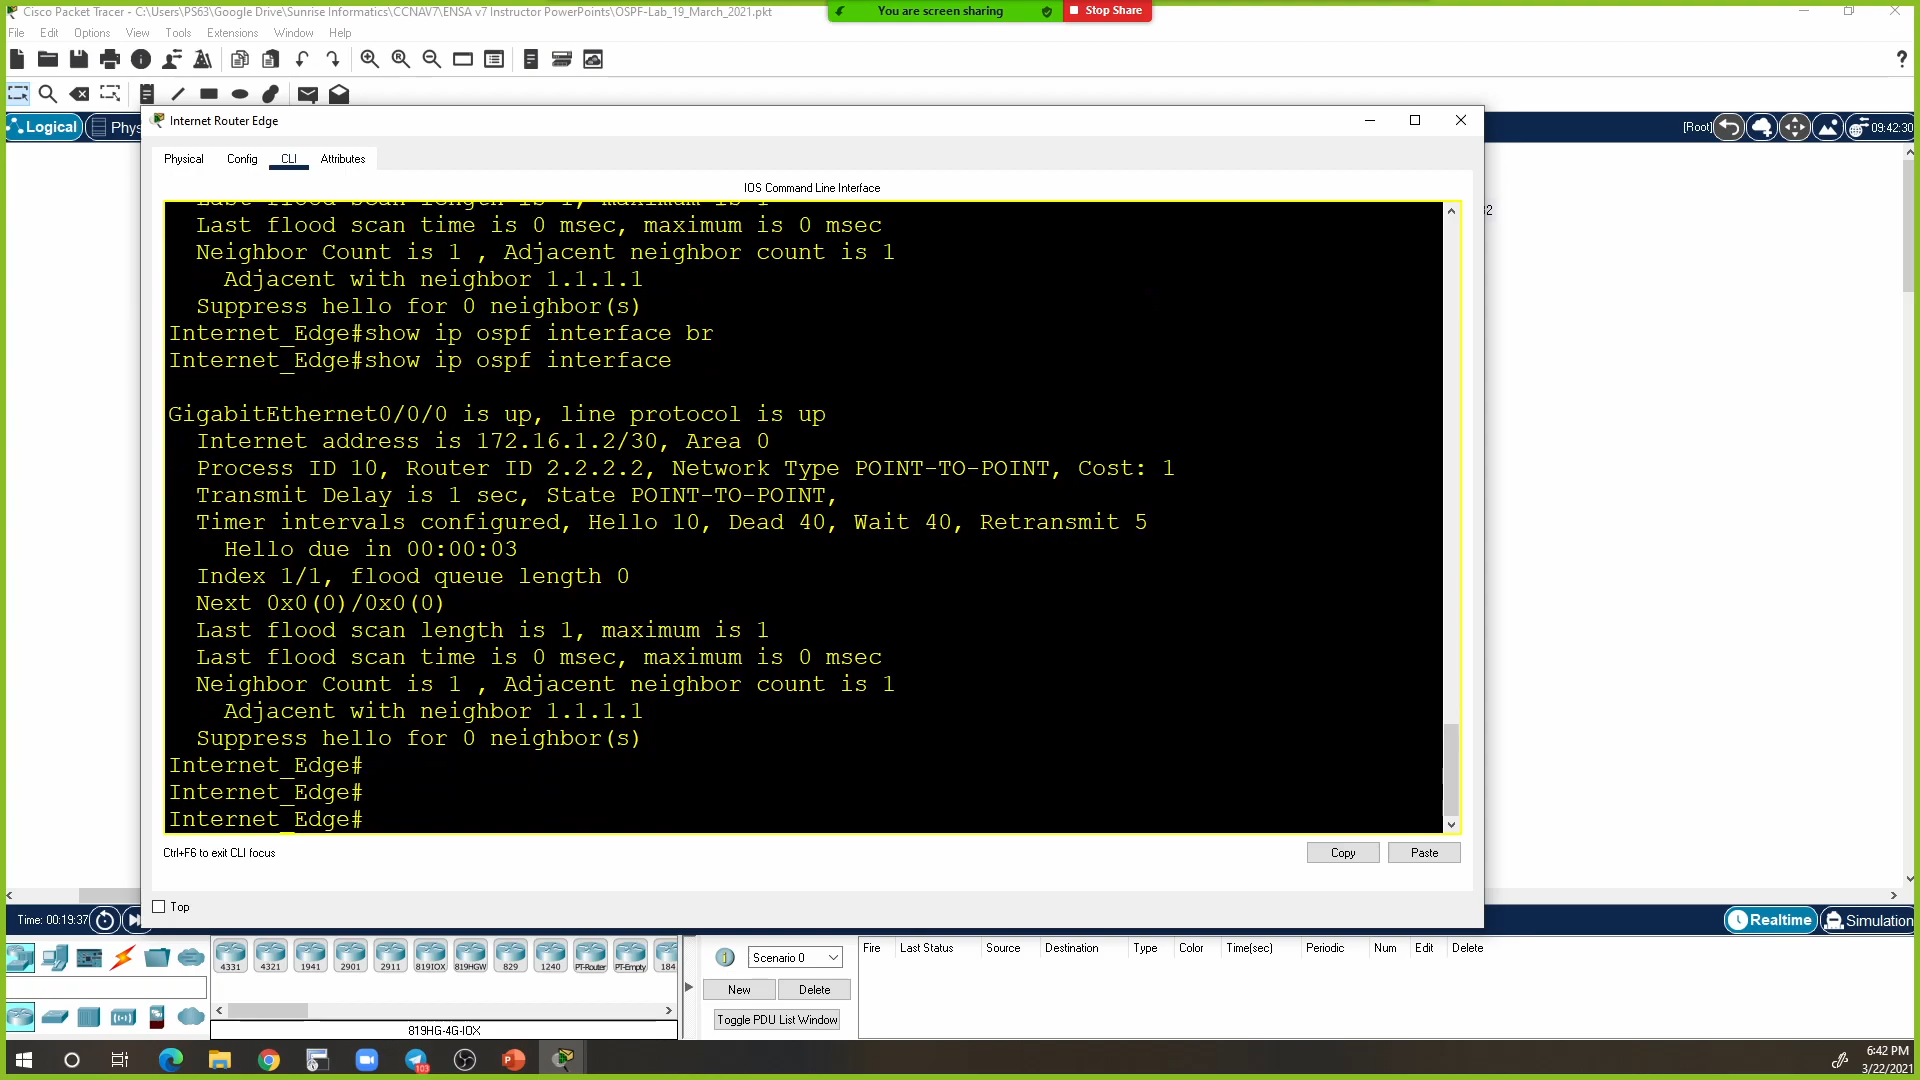 Cisco Packet Tracer - C:\Users\PS63\Google Drive\Sunrise Informatics\CCNAV7\ENSA v7 Instructor PowerPoints\OSPF-Lab_19_March_2021.pkt
You are screen sharing
Stop Share
File Edit Options View Tools Extensions Window Help
Logical
Phys
[Root]
09:42:30
Internet Router Edge
Physical Config CLI Attributes
IOS Command Line Interface
Last flood scan length is 1, maximum is 1
Last flood scan time is 0 msec, maximum is 0 msec
Neighbor Count is 1 , Adjacent neighbor count is 1
Adjacent with neighbor 1.1.1.1
Suppress hello for 0 neighbor(s)
Internet_Edge#show ip ospf interface br
Internet_Edge#show ip ospf interface
GigabitEthernet0/0/0 is up, line protocol is up
Internet address is 172.16.1.2/30, Area 0
Process ID 10, Router ID 2.2.2.2, Network Type POINT-TO-POINT, Cost: 1
Transmit Delay is 1 sec, State POINT-TO-POINT,
Timer intervals configured, Hello 10, Dead 40, Wait 40, Retransmit 5
Hello due in 00:00:03
Index 1/1, flood queue length 0
Next 0x0(0)/0x0(0)
Last flood scan length is 1, maximum is 1
Last flood scan time is 0 msec, maximum is 0 msec
Neighbor Count is 1 , Adjacent neighbor count is 1
Adjacent with neighbor 1.1.1.1
Suppress hello for 0 neighbor(s)
Internet_Edge#
Internet_Edge#
Internet_Edge#
Ctrl+F6 to exit CLI focus
Copy Paste
Top
Time: 00:19:37
Realtime
Simulation
4331 4321 1941 2901 2911 819IOX 819HGW 829 1240 PT-Router PT-Empty 184
819HG-4G-IOX
Scenario 0
New Delete
Toggle PDU List Window
Fire Last Status Source Destination Type Color Time(sec) Periodic Num Edit Delete
103
6:42 PM
3/22/2021